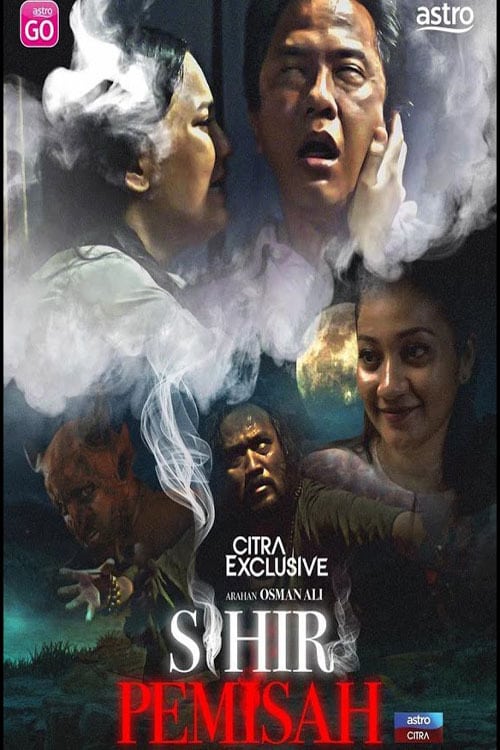 astro
GO
astro
CITRA
EXCLUSIVE
ARAHAN OSMAN ALI
SIHIR
PEMISAH
astro
CITRA